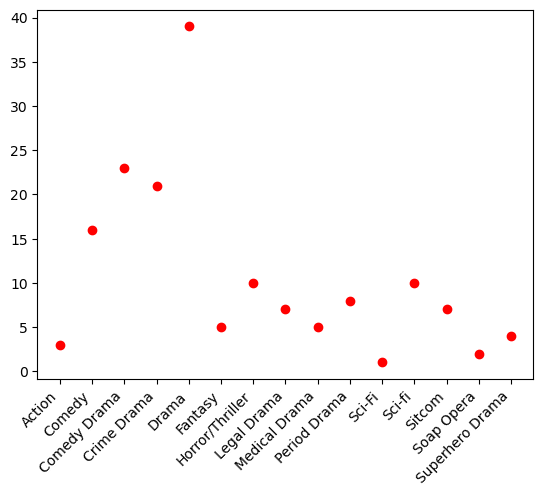 40
35
30
25
20
15
10
5
0
Action
Comedy
Comedy Drama
Crime Drama
Drama
Fantasy
Horror/Thriller
Legal Drama
Medical Drama
Period Drama
Sci-Fi
Sci-fi
Sitcom
Soap Opera
Superhero Drama